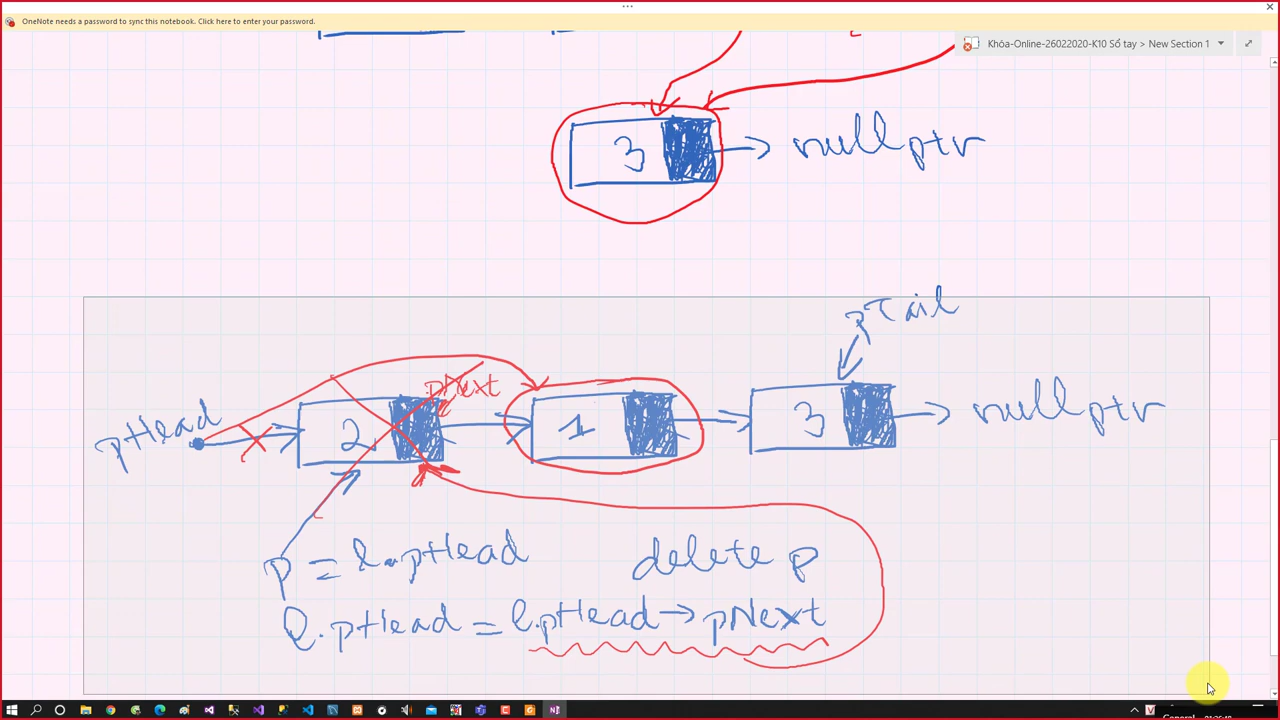 OneNote needs a password to sync this notebook. Click here to enter your password.
Khóa-Online-26022020-K10 Sổ tay > New Section 1
3
nullptr
pTail
pNext
pHead
2
1
3
nullptr
p = l.pHead
delete p
l.pHead = l.pHead → pNext